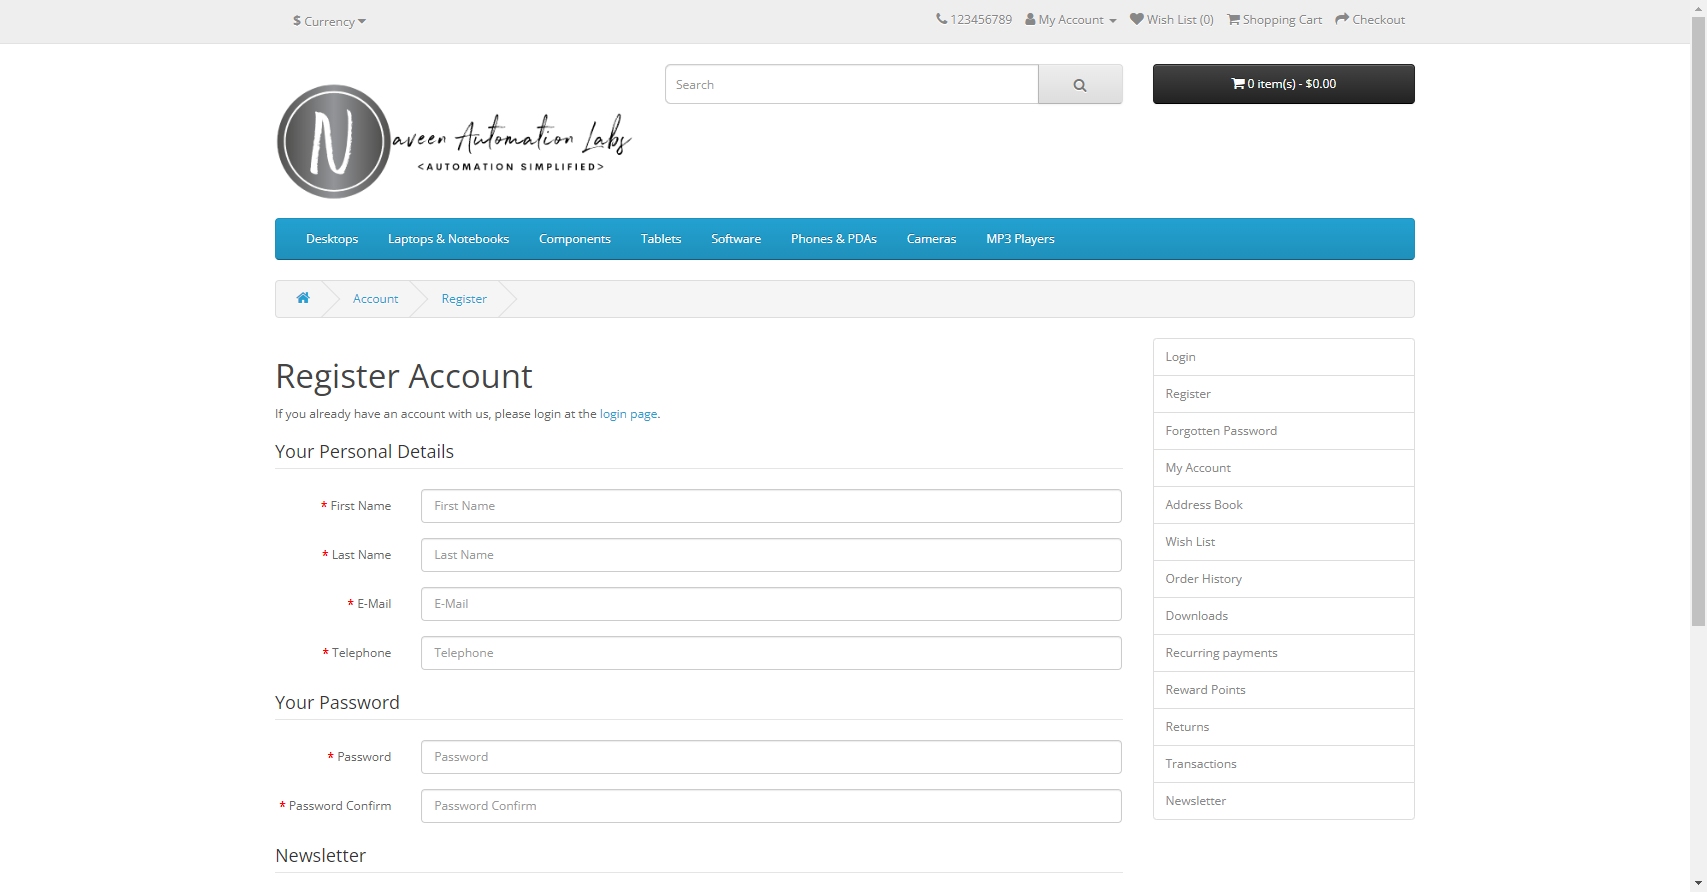 $ Currency
123456789 My Account Wish List (0) Shopping Cart Checkout
Search
0 item(s) - $0.00
N
aveen Automation Labs
<AUTOMATION SIMPLIFIED>
Desktops Laptops & Notebooks Components Tablets Software Phones & PDAs Cameras MP3 Players
Account Register
Register Account
If you already have an account with us, please login at the login page.
Your Personal Details
* First Name First Name
* Last Name Last Name
* E-Mail E-Mail
* Telephone Telephone
Your Password
* Password Password
* Password Confirm Password Confirm
Newsletter
Login
Register
Forgotten Password
My Account
Address Book
Wish List
Order History
Downloads
Recurring payments
Reward Points
Returns
Transactions
Newsletter